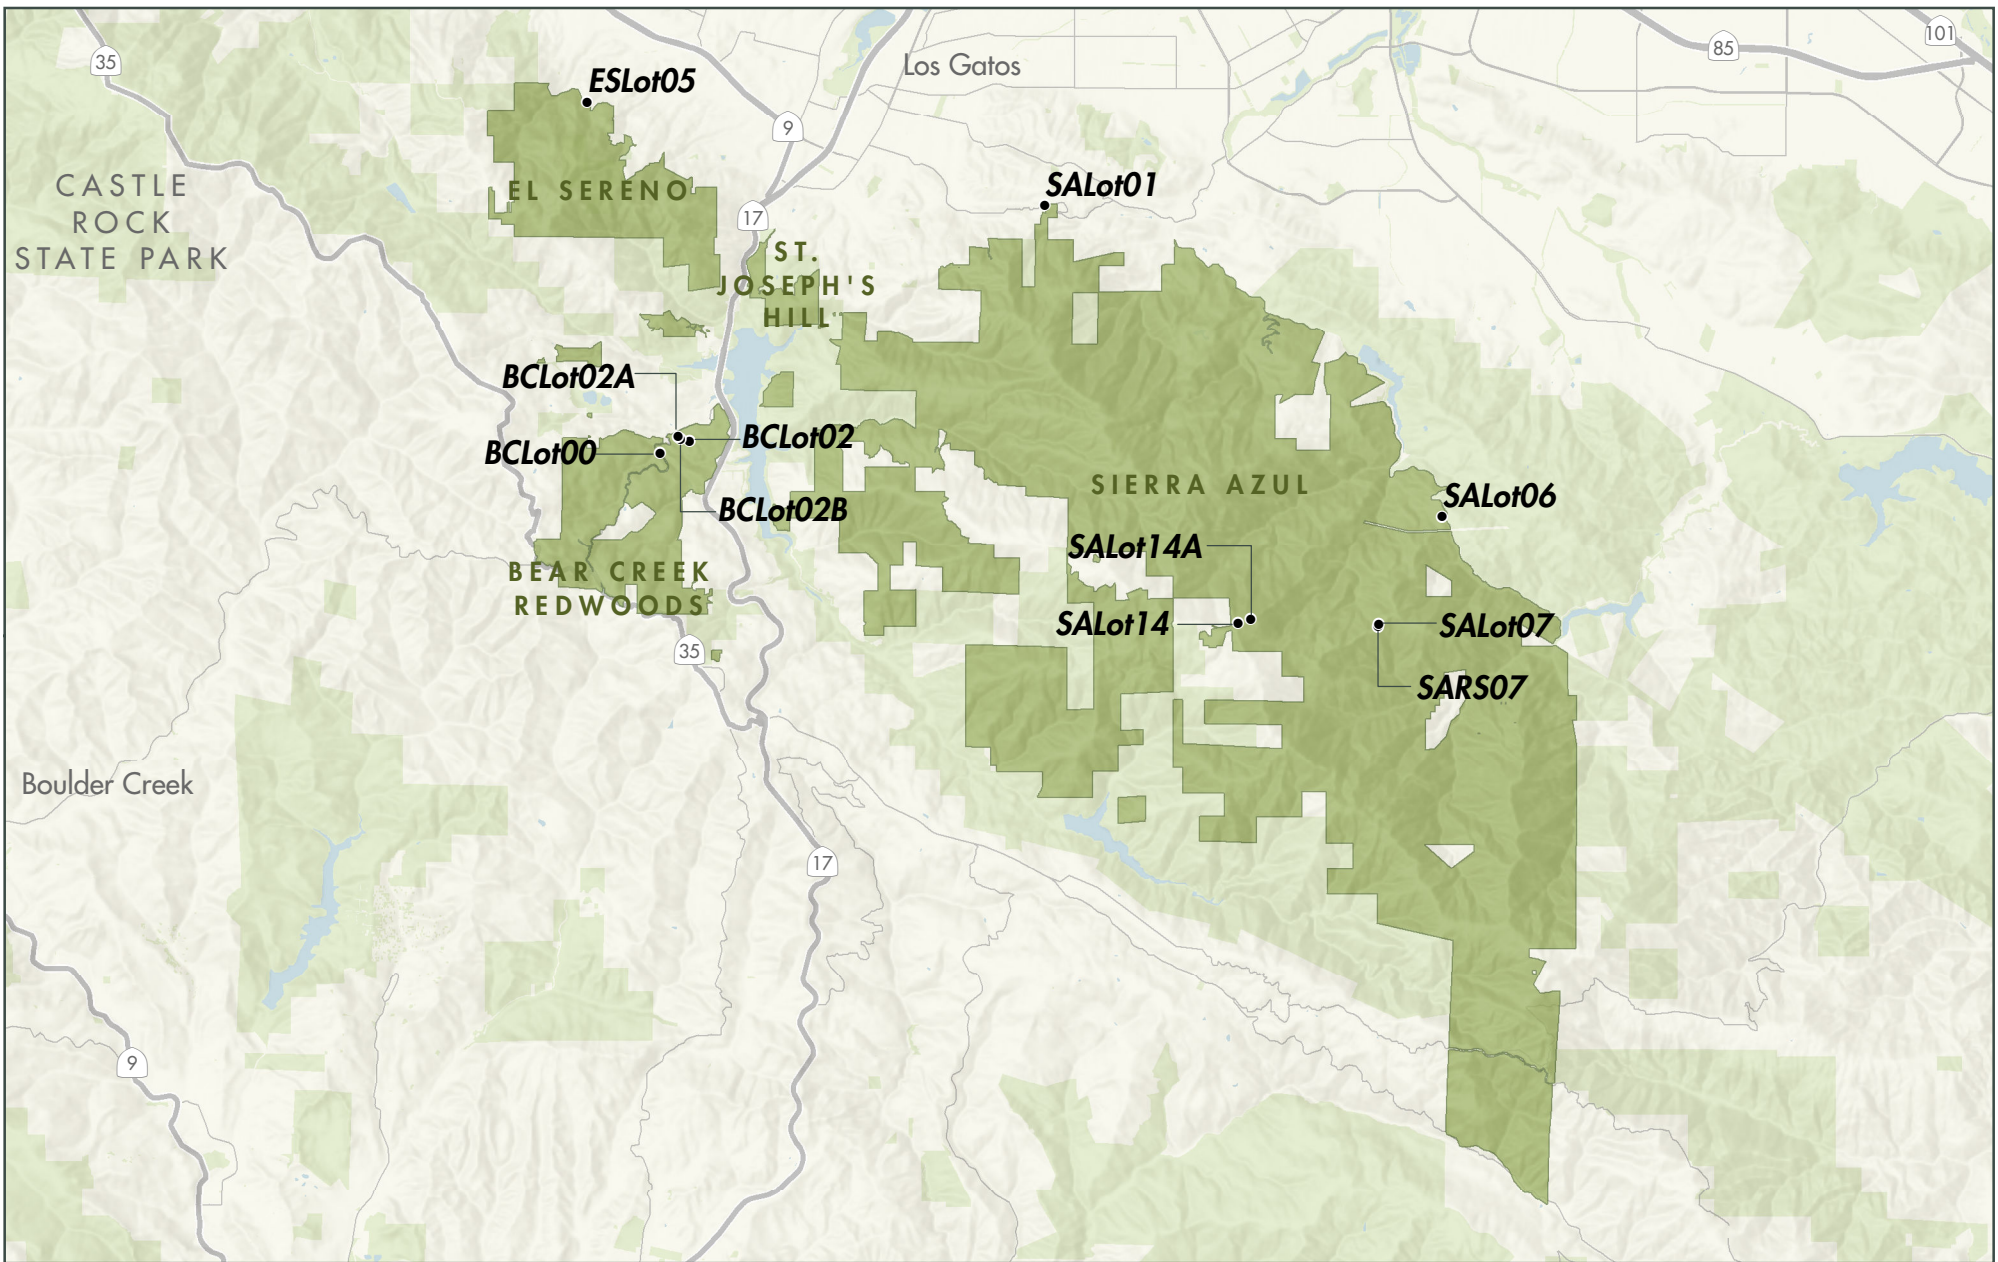 35
101
85
Los Gatos
ESLot05
9
CASTLE
ROCK
STATE PARK
EL SERENO
SALot01
17
ST.
JOSEPH'S
HILL
BCLot02A
BCLot02
BCLot00
SIERRA AZUL
SALot06
BCLot02B
SALot14A
BEAR CREEK
REDWOODS
SALot14
SALot07
35
SARS07
Boulder Creek
17
9